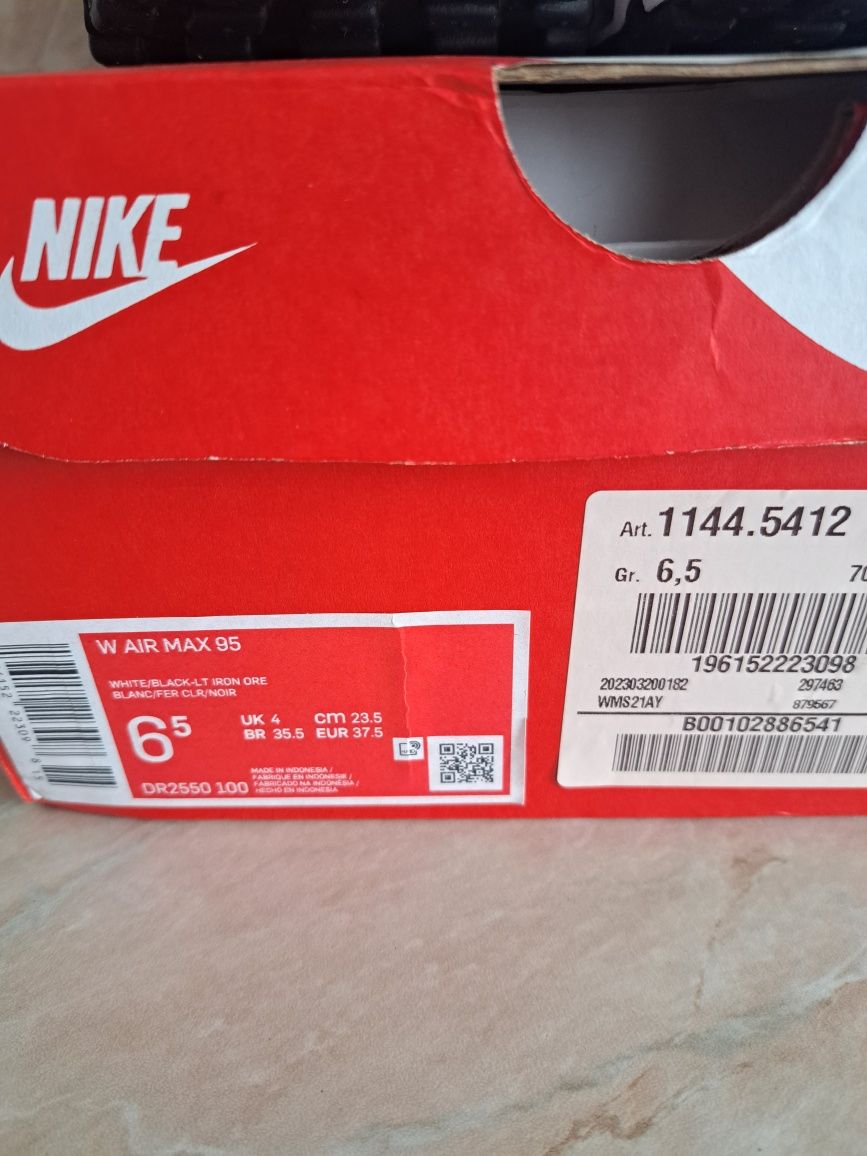 NIKE
Art. 1144.5412
Gr. 6,5
196152223098
202303200182 297463
WMS21AY 879567
B00102886541
W AIR MAX 95
WHITE/BLACK-LT IRON ORE
BLANC/FER CLR/NOIR
6⁵
UK 4 cm 23.5
BR 35.5 EUR 37.5
DR2550 100
MADE IN INDONESIA /
FABRIQUE EN INDONESIE /
FABRICADO NA INDONÉSIA /
HECHO EN INDONESIA